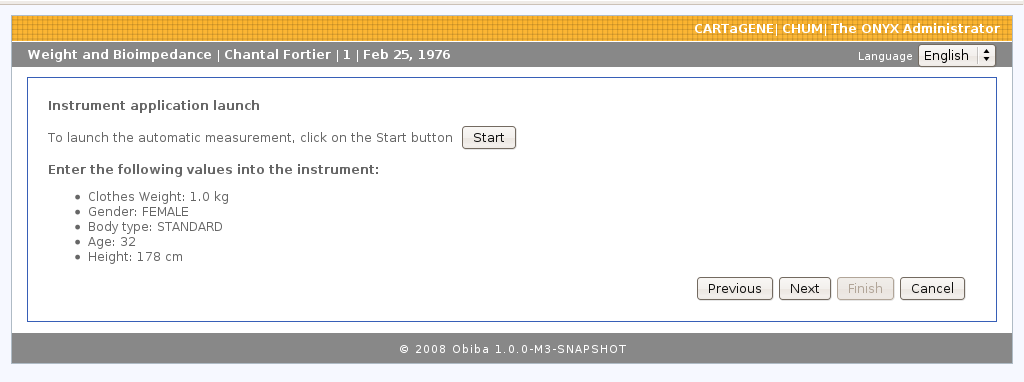 CARTaGENE| CHUM| The ONYX Administrator
Weight and Bioimpedance | Chantal Fortier | 1 | Feb 25, 1976 Language English
Instrument application launch
To launch the automatic measurement, click on the Start button Start
Enter the following values into the instrument:
• Clothes Weight: 1.0 kg
• Gender: FEMALE
• Body type: STANDARD
• Age: 32
• Height: 178 cm
Previous Next Finish Cancel
© 2008 Obiba 1.0.0-M3-SNAPSHOT